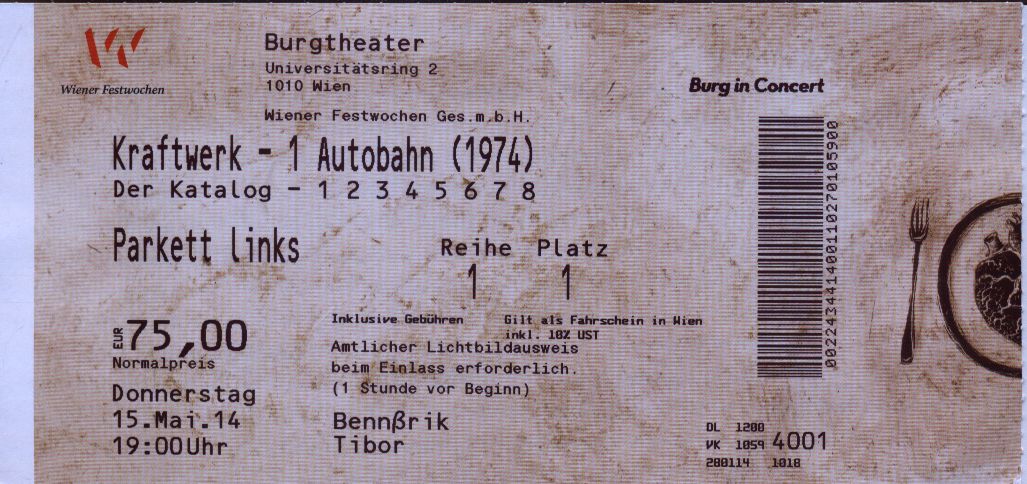 Wiener Festwochen
Burgtheater
Universitätsring 2
1010 Wien
Wiener Festwochen Ges.m.b.H.
Burg in Concert
Kraftwerk - 1 Autobahn (1974)
Der Katalog - 1 2 3 4 5 6 7 8
Parkett links
Reihe Platz
1 1
EUR 75,00
Normalpreis
Inklusive Gebühren
Gilt als Fahrschein in Wien
inkl. 10% UST
Amtlicher Lichtbildausweis
beim Einlass erforderlich.
(1 Stunde vor Beginn)
Donnerstag
15.Mai.14
19:00Uhr
Bennβrik
Tibor
002243441400110270105900
DL 1200
VK 1059 4001
280114 1018